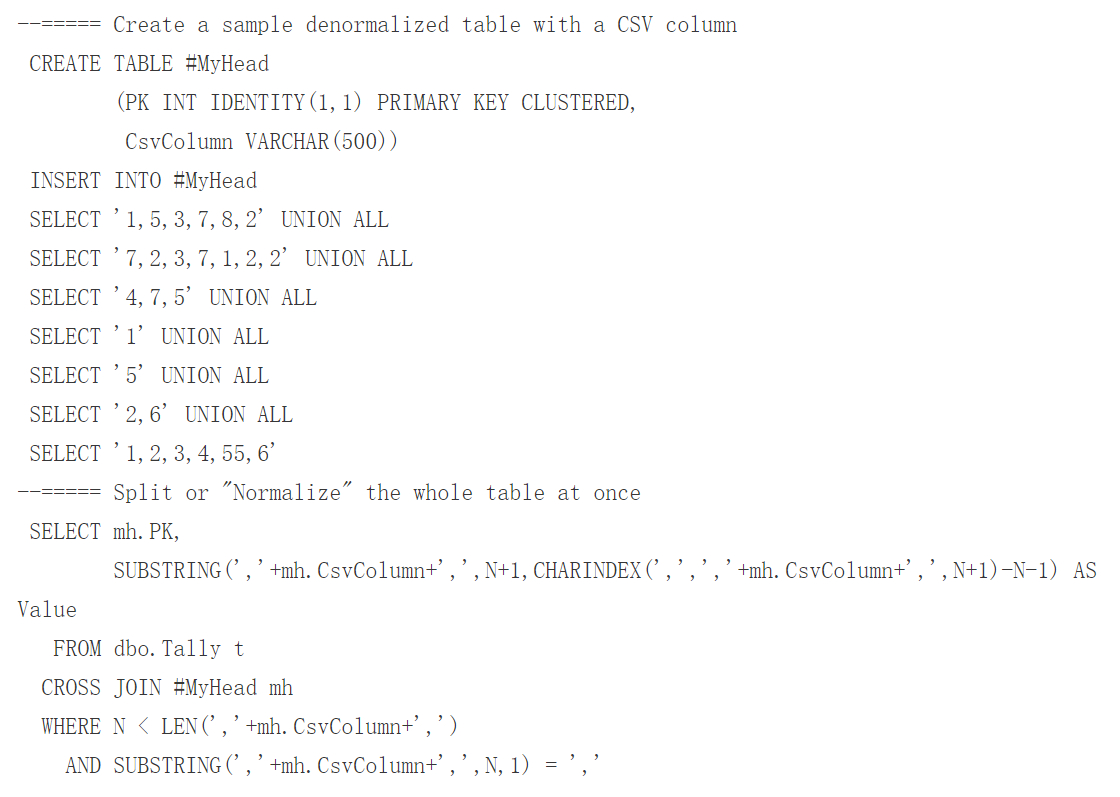 --===== Create a sample denormalized table with a CSV column
CREATE TABLE #MyHead
(PK INT IDENTITY(1,1) PRIMARY KEY CLUSTERED,
CsvColumn VARCHAR(500))
INSERT INTO #MyHead
SELECT '1,5,3,7,8,2' UNION ALL
SELECT '7,2,3,7,1,2,2' UNION ALL
SELECT '4,7,5' UNION ALL
SELECT '1' UNION ALL
SELECT '5' UNION ALL
SELECT '2,6' UNION ALL
SELECT '1,2,3,4,55,6'
--===== Split or "Normalize" the whole table at once
SELECT mh.PK,
SUBSTRING(','+mh.CsvColumn+',',N+1,CHARINDEX(',',','+mh.CsvColumn+',',N+1)-N-1) AS
Value
FROM dbo.Tally t
CROSS JOIN #MyHead mh
WHERE N < LEN(','+mh.CsvColumn+',')
AND SUBSTRING(','+mh.CsvColumn+',',N,1) = ','